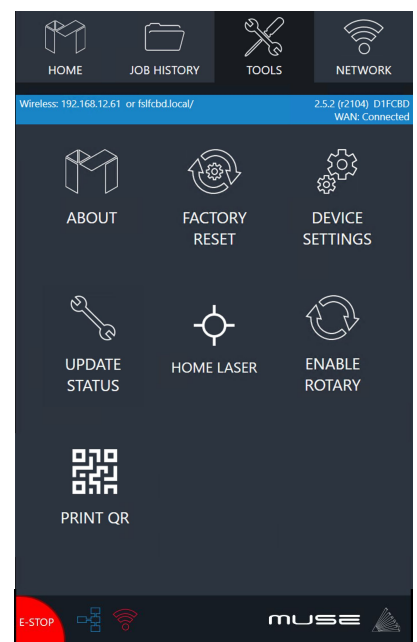 HOME JOB HISTORY TOOLS NETWORK
Wireless: 192.168.12.61 or fslfcbd.local/ 2.5.2 (r2104) D1FCBD
WAN: Connected
ABOUT FACTORY DEVICE
RESET SETTINGS
UPDATE HOME LASER ENABLE
STATUS ROTARY
PRINT QR
E-STOP muse